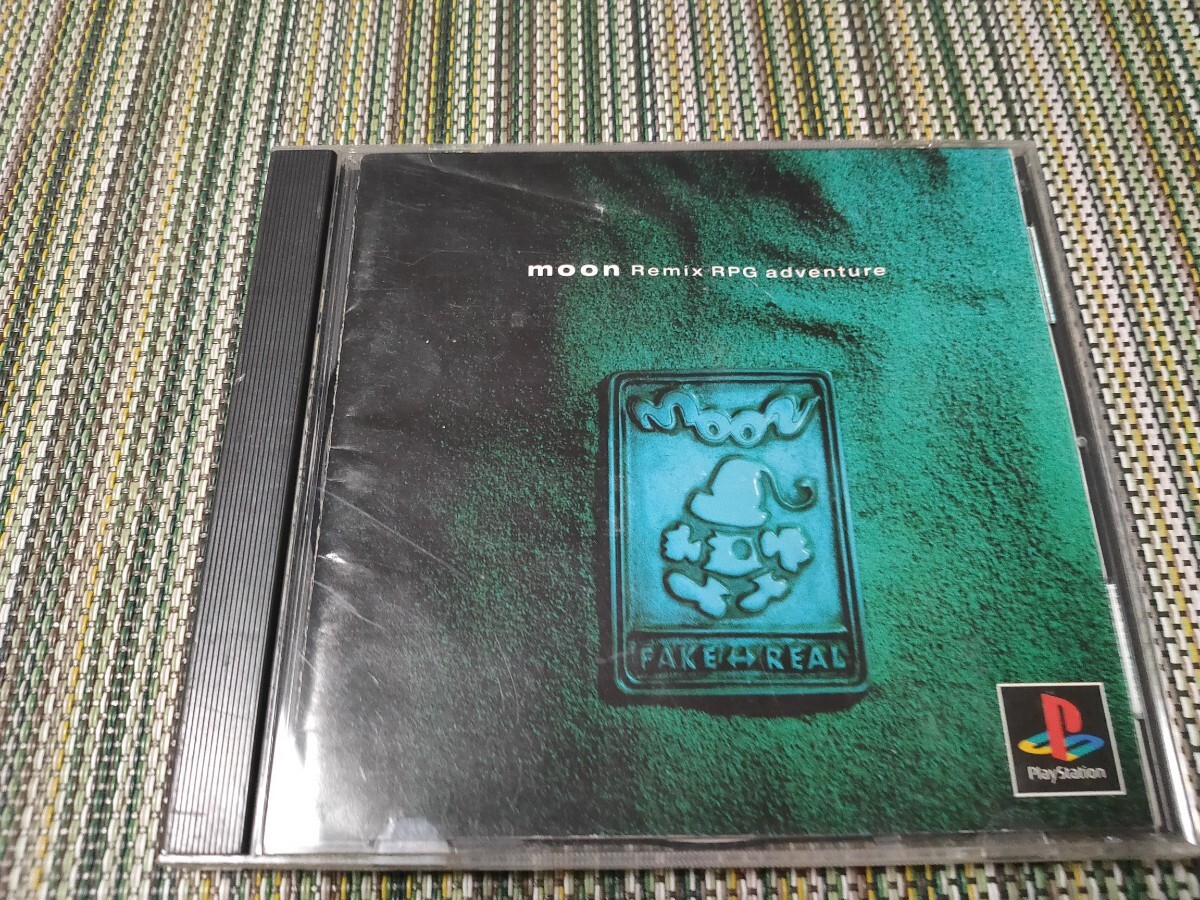 moon Remix RPG adventure
moon
FAKE↔REAL
PlayStation